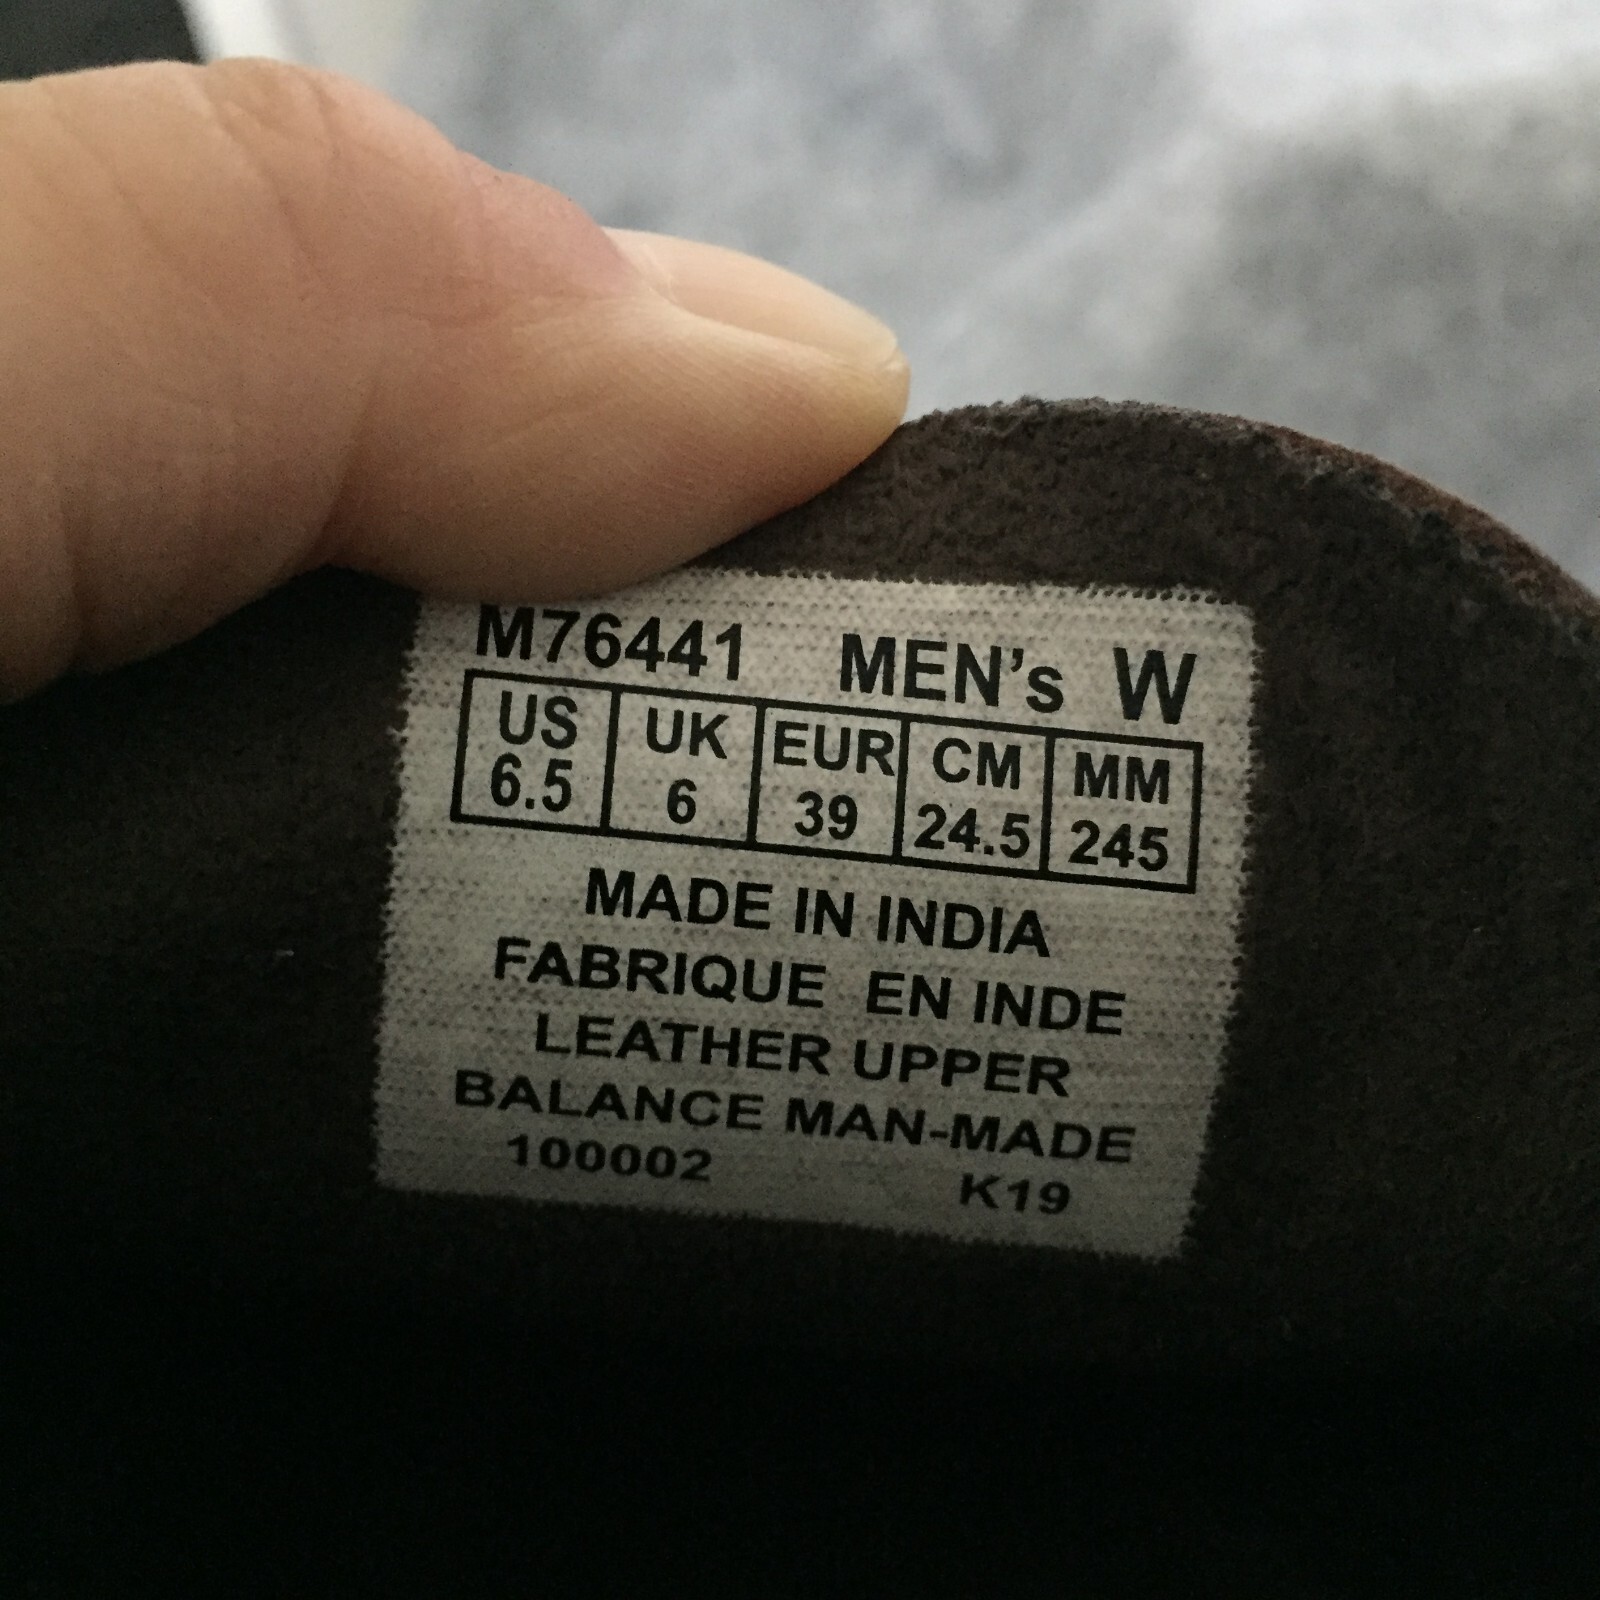 M76441 MEN's W
US UK EUR CM MM
6.5 6 39 24.5 245
MADE IN INDIA
FABRIQUE EN INDE
LEATHER UPPER
BALANCE MAN-MADE
100002 K19